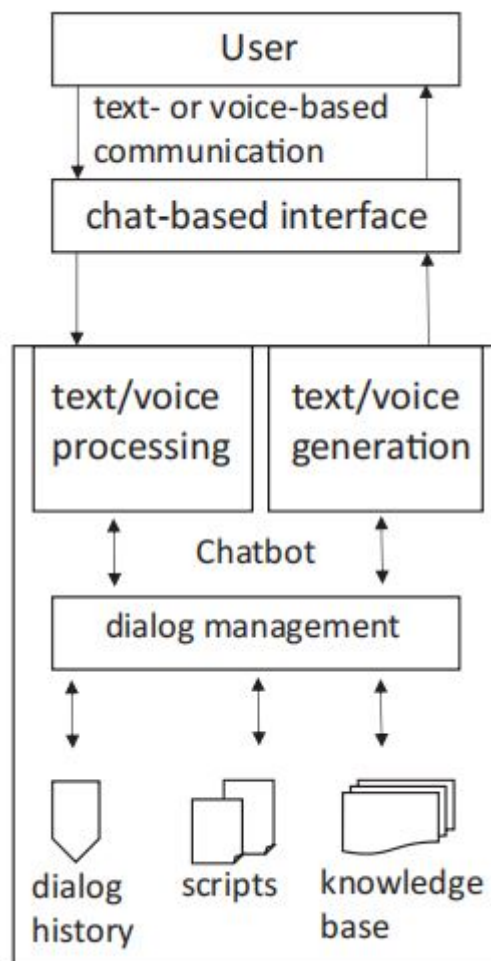 User
text- or voice-based
communication
chat-based interface
text/voice
processing
text/voice
generation
Chatbot
dialog management
dialog
history
scripts
knowledge
base